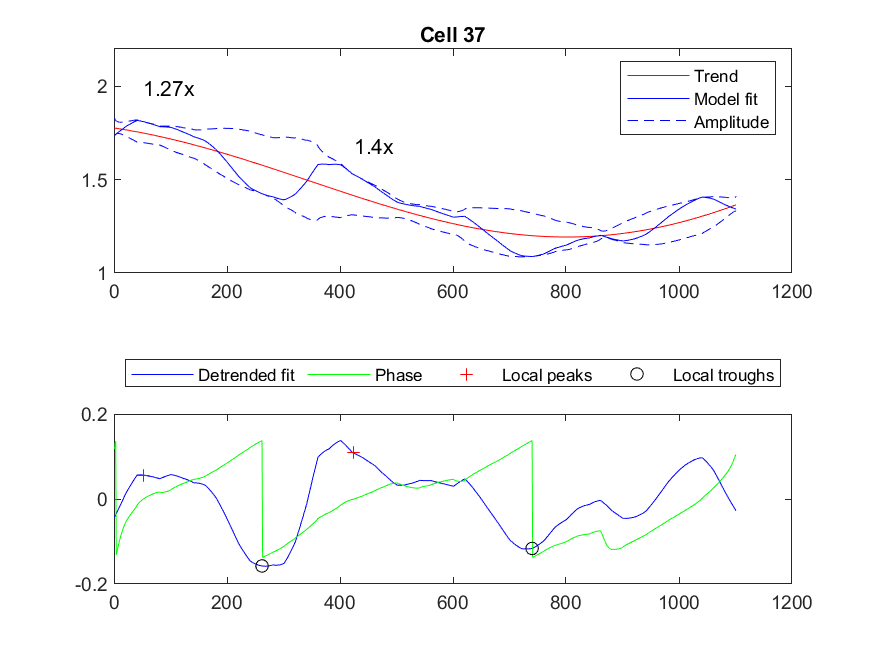 Cell 37
2
1.5
1
1.27x
1.4x
Trend
Model fit
Amplitude
0 200 400 600 800 1000 1200
Detrended fit Phase Local peaks Local troughs
0.2
0
-0.2
0 200 400 600 800 1000 1200